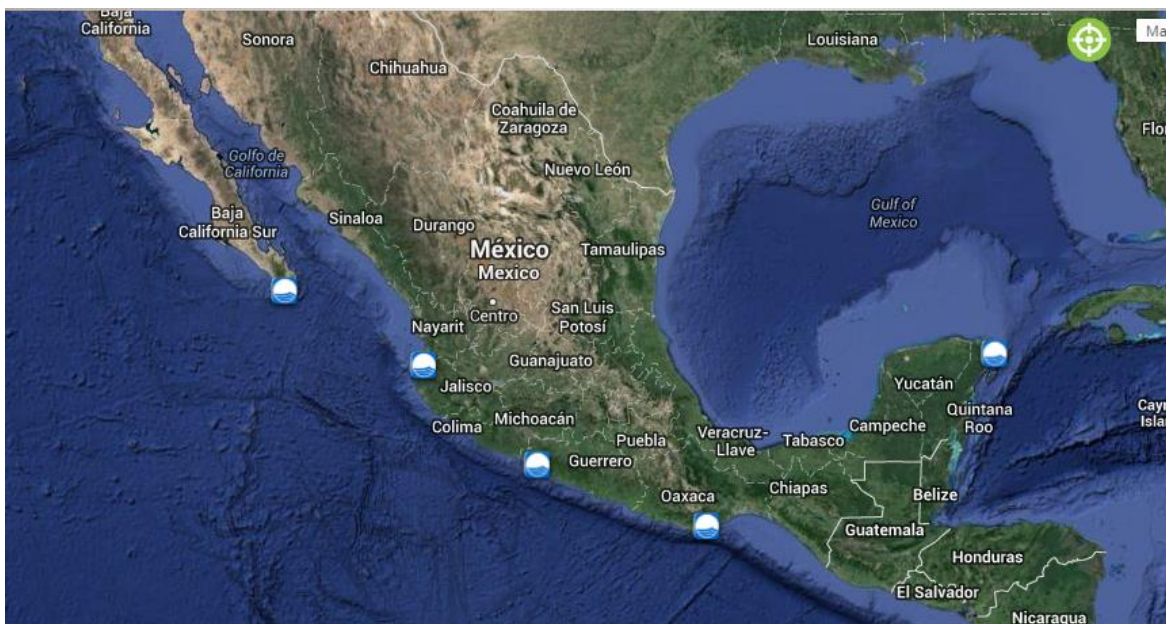 Baja
California
Sonora
Chihuahua
Louisiana
Coahuila de
Zaragoza
Nuevo León
Golfo de
California
Gulf of
Mexico
Baja
California Sur
Sinaloa
Durango
México
Mexico
Tamaulipas
Centro
San Luis
Potosí
Nayarit
Guanajuato
Jalisco
Yucatán
Colima
Michoacán
Puebla
Guerrero
Veracruz-
Llave
Tabasco
Campeche
Quintana
Roo
Oaxaca
Chiapas
Belize
Guatemala
Honduras
El Salvador
Nicaragua